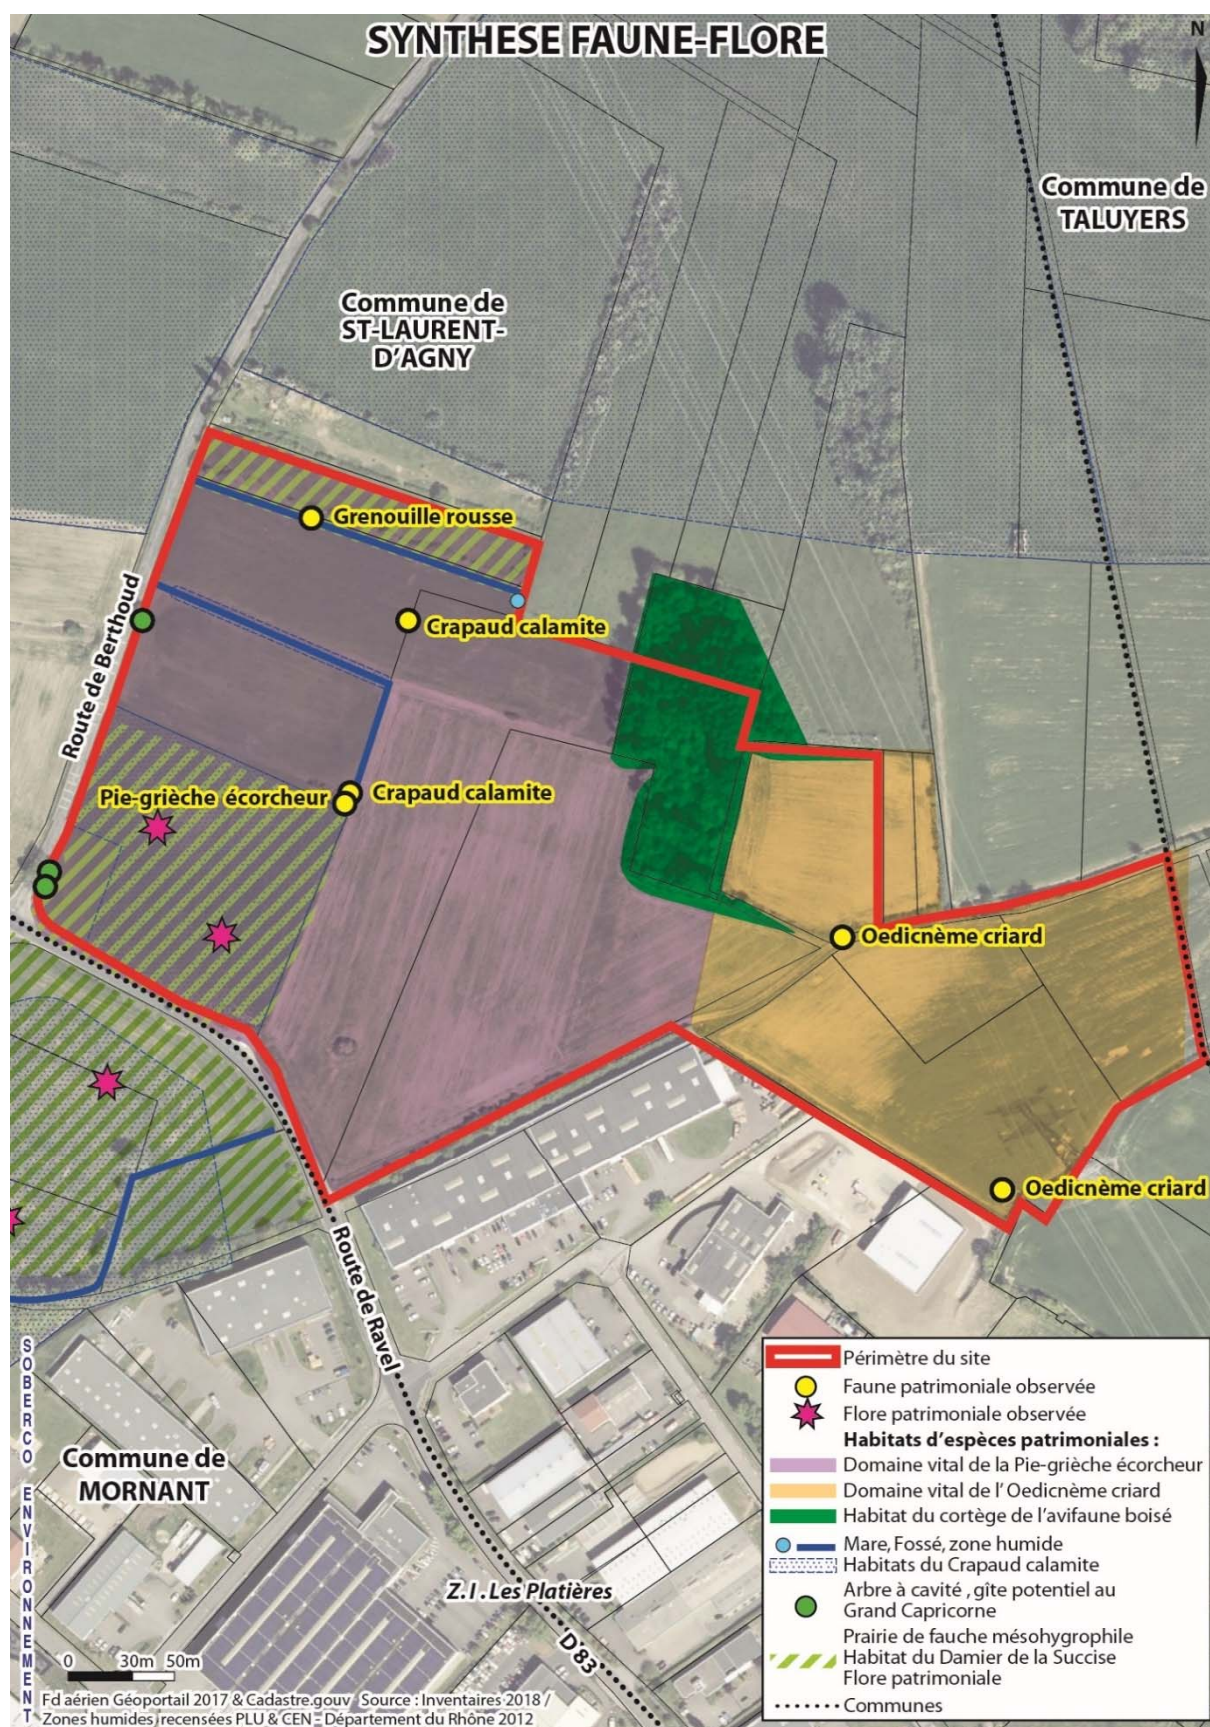 SYNTHESE FAUNE-FLORE
N
Commune de
TALUYERS
Commune de
ST-LAURENT-
D'AGNY
Grenouille rousse
Crapaud calamite
Route de Berthoud
Pie-grièche écorcheur
Crapaud calamite
Oedicnème criard
Oedicnème criard
Route de Ravel
Commune de
MORNANT
Z.I.Les Platières
D83
SOBERCO ENVIRONNEMENT
Périmètre du site
Faune patrimoniale observée
Flore patrimoniale observée
Habitats d'espèces patrimoniales :
Domaine vital de la Pie-grièche écorcheur
Domaine vital de l'Oedicnème criard
Habitat du cortège de l'avifaune boisé
Mare, Fossé, zone humide
Habitats du Crapaud calamite
Arbre à cavité , gîte potentiel au
Grand Capricorne
Prairie de fauche mésohygrophile
Habitat du Damier de la Succise
Flore patrimoniale
Communes
0 30m 50m
Fd aérien Géoportail 2017 & Cadastre.gouv Source : Inventaires 2018 /
Zones humides recensées PLU & CEN - Département du Rhône 2012